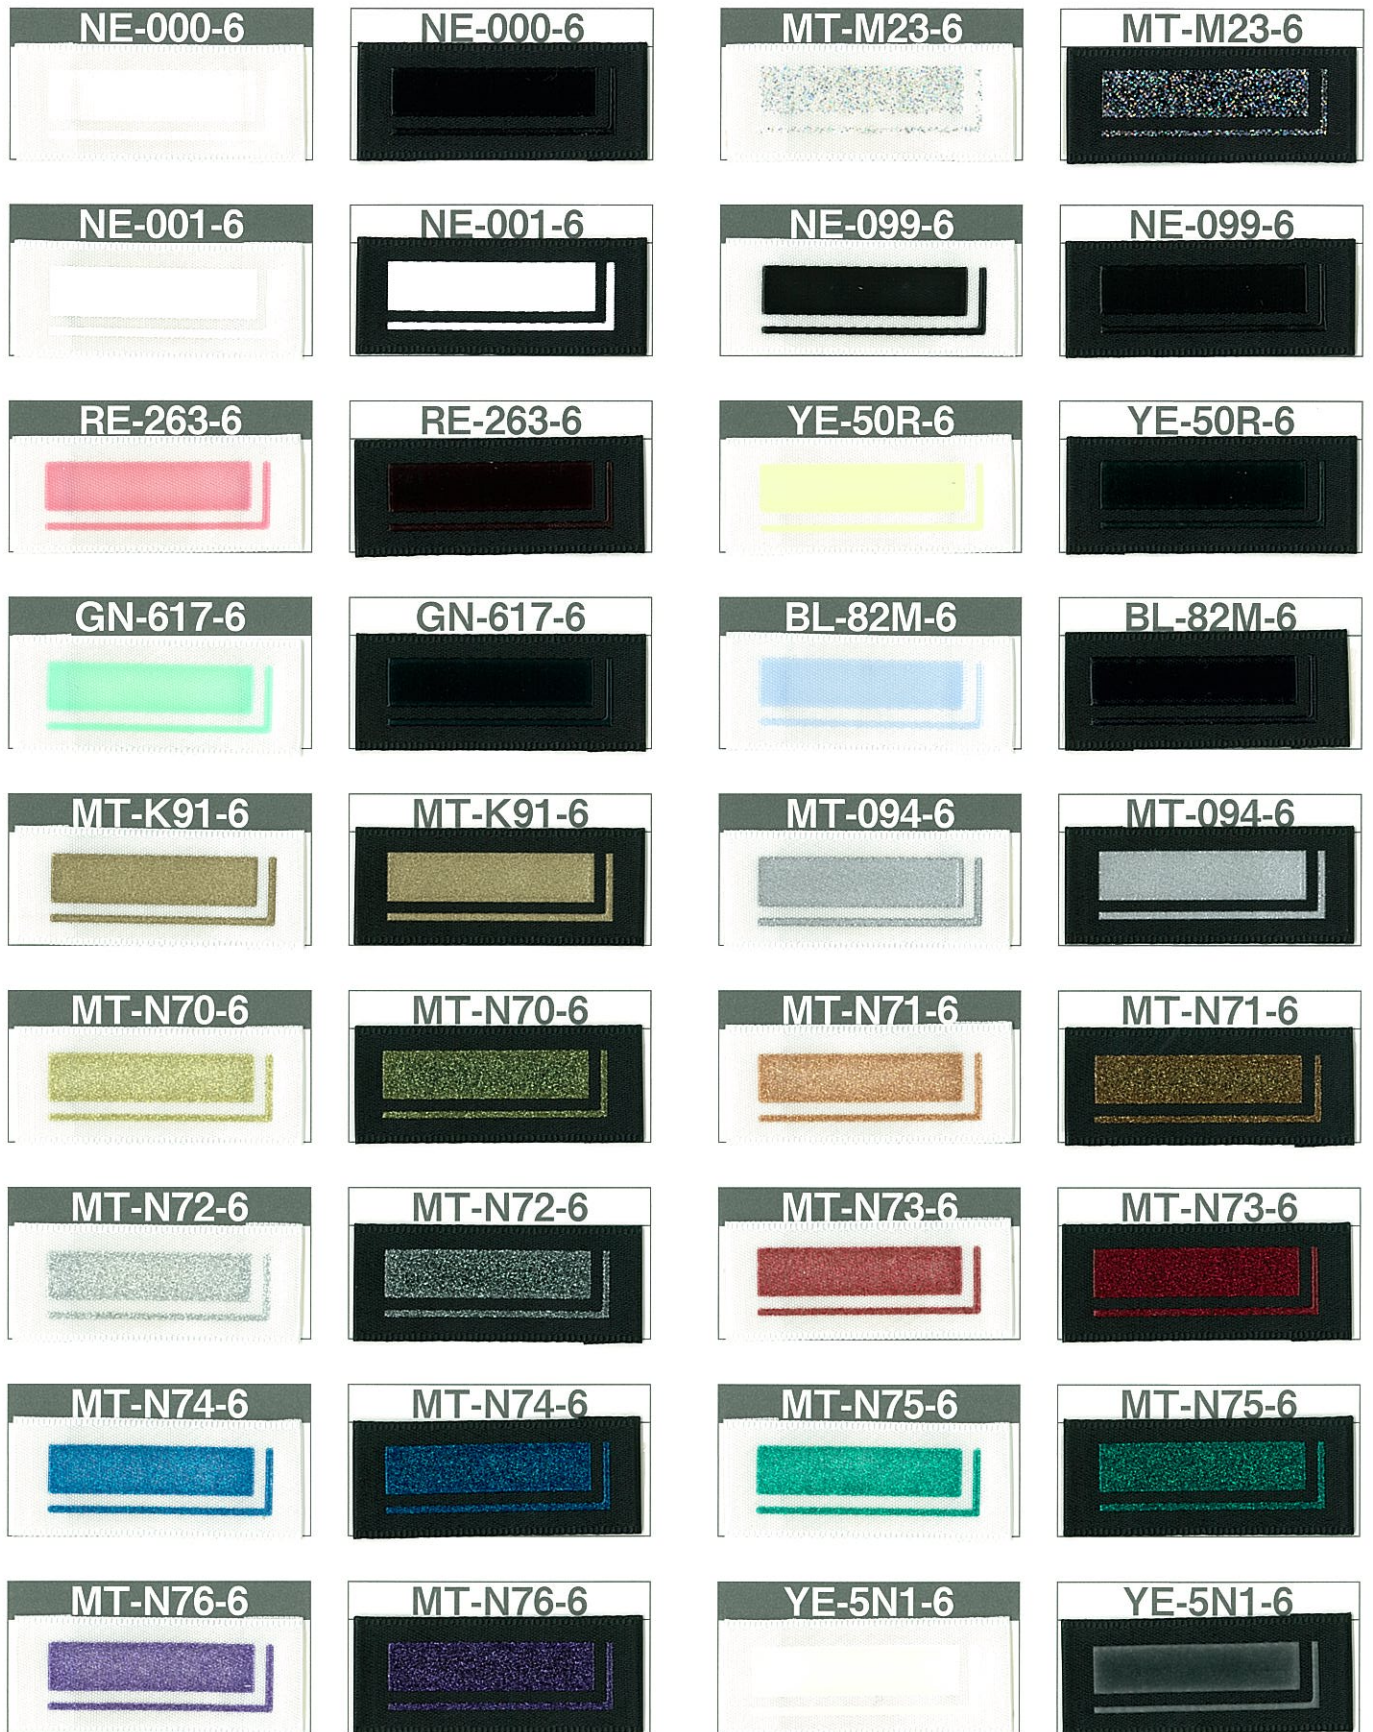 NE-000-6 NE-000-6 MT-M23-6 MT-M23-6
NE-001-6 NE-001-6 NE-099-6 NE-099-6
RE-263-6 RE-263-6 YE-50R-6 YE-50R-6
GN-617-6 GN-617-6 BL-82M-6 BL-82M-6
MT-K91-6 MT-K91-6 MT-094-6 MT-094-6
MT-N70-6 MT-N70-6 MT-N71-6 MT-N71-6
MT-N72-6 MT-N72-6 MT-N73-6 MT-N73-6
MT-N74-6 MT-N74-6 MT-N75-6 MT-N75-6
MT-N76-6 MT-N76-6 YE-5N1-6 YE-5N1-6